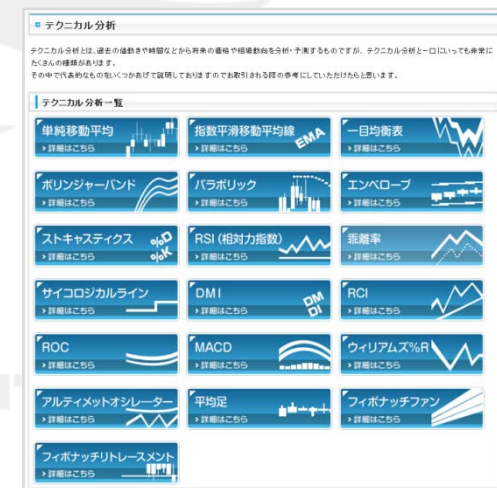 テクニカル分析
テクニカル分析とは、過去の値動きや時間などから将来の価格や相場動向を分析・予測するものですが、テクニカル分析と一口にいっても非常に
たくさんの種類があります。
その中で代表的なものをいくつかあげて説明しておりますのでお取引される際の参考にしていただけたらと思います。
テクニカル分析一覧
単純移動平均
詳細はこちら
指数平滑移動平均線
EMA
詳細はこちら
一目均衡表
詳細はこちら
ボリンジャーバンド
詳細はこちら
パラボリック
詳細はこちら
エンベロープ
詳細はこちら
ストキャスティクス
%D
%K
詳細はこちら
RSI (相対力指数)
詳細はこちら
乖離率
詳細はこちら
サイコロジカルライン
詳細はこちら
DMI
DM
DI
詳細はこちら
RCI
詳細はこちら
ROC
詳細はこちら
MACD
詳細はこちら
ウィリアムズ%R
詳細はこちら
アルティメットオシレーター
詳細はこちら
平均足
詳細はこちら
フィボナッチファン
詳細はこちら
フィボナッチリトレースメント
詳細はこちら